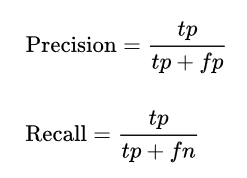 Precision = tp / tp + fp
Recall = tp / tp + fn